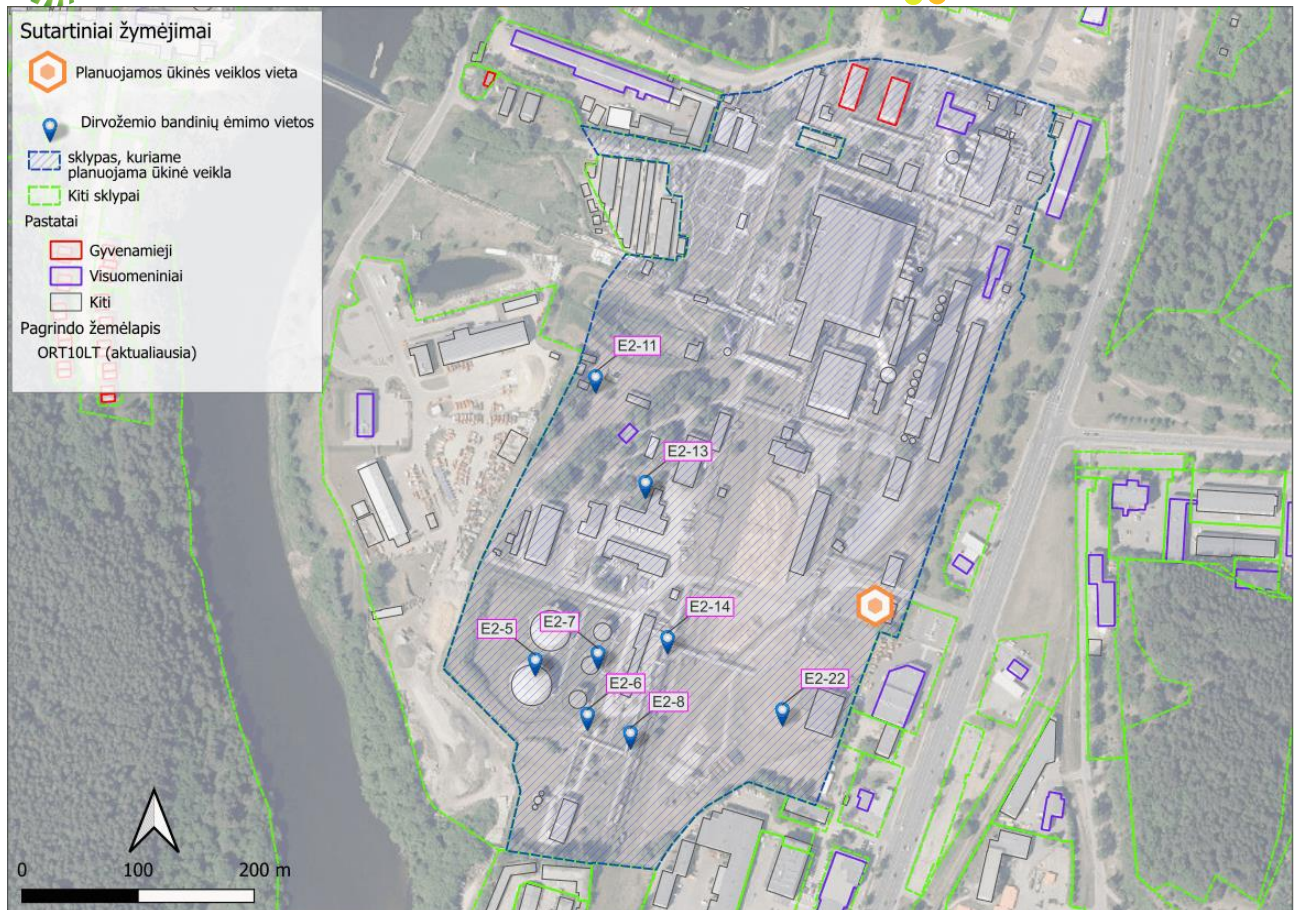 Sutartiniai žymėjimai
Planuojamos ūkinės veiklos vieta
Dirvožemio bandinių ėmimo vietos
sklypas, kuriame
planuojama ūkinė veikla
Kiti sklypai
Pastatai
Gyvenamieji
Visuomeniniai
Kiti
Pagrindo žemėlapis
ORT10LT (aktualiausia)
E2-11
E2-13
E2-14
E2-7
E2-5
E2-6
E2-22
E2-8
0 100 200 m